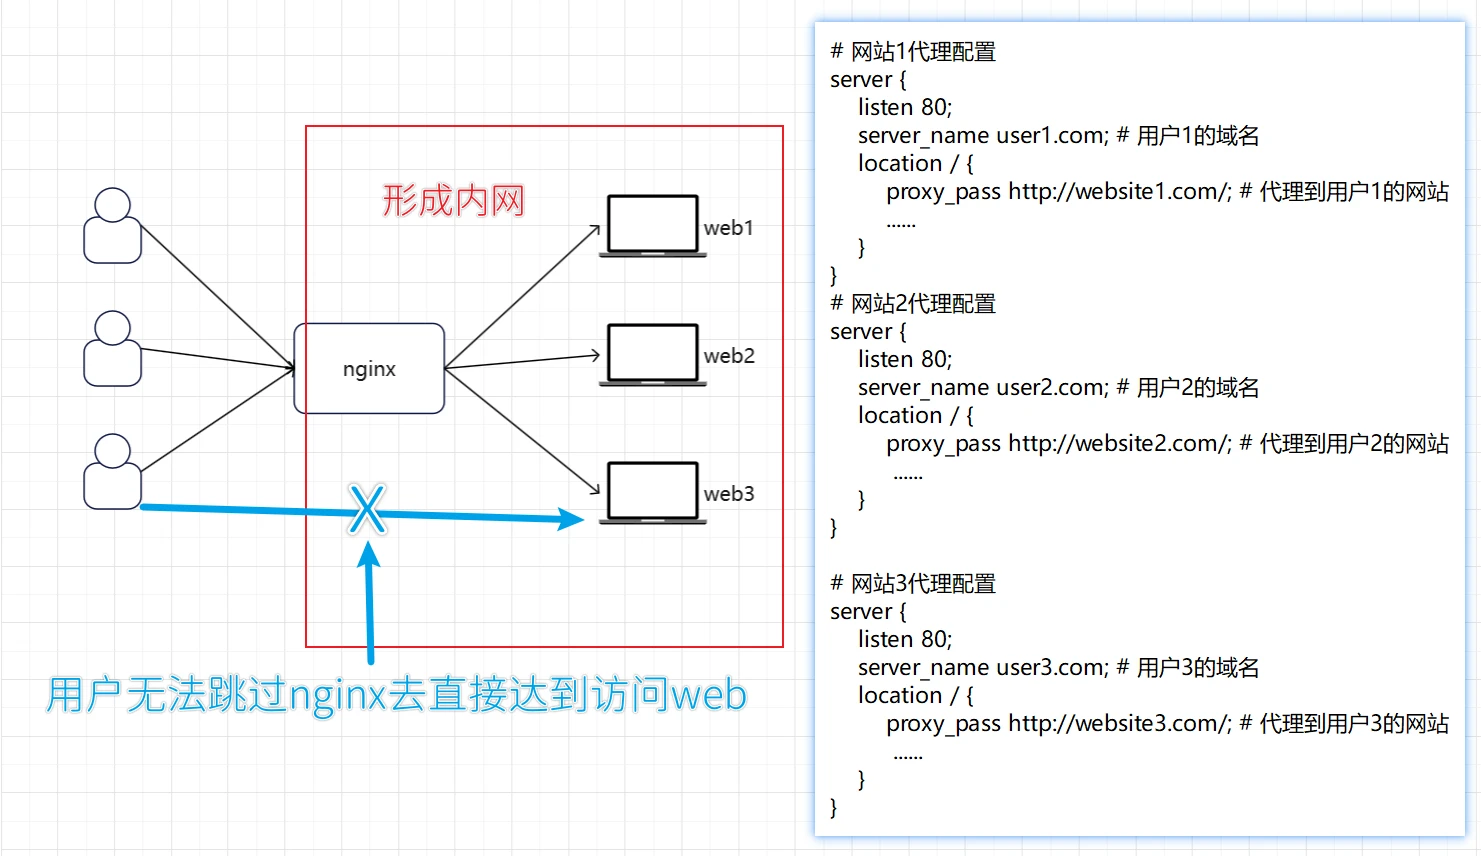 形成内网
web1
nginx
web2
web3
X
用户无法跳过nginx去直接达到访问web
# 网站1代理配置
server {
listen 80;
server_name user1.com; # 用户1的域名
location / {
proxy_pass http://website1.com/; # 代理到用户1的网站
......
}
}
# 网站2代理配置
server {
listen 80;
server_name user2.com; # 用户2的域名
location / {
proxy_pass http://website2.com/; # 代理到用户2的网站
......
}
}
# 网站3代理配置
server {
listen 80;
server_name user3.com; # 用户3的域名
location / {
proxy_pass http://website3.com/; # 代理到用户3的网站
......
}
}